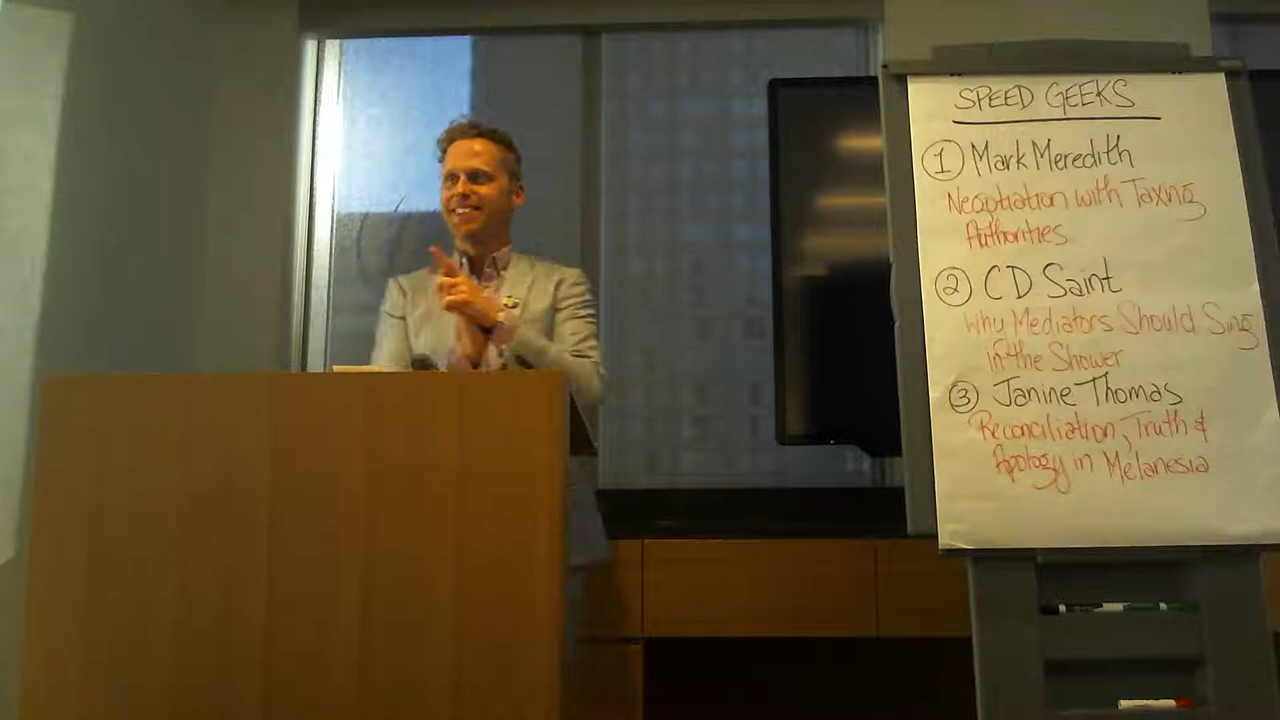 SPEED GEEKS
1 Mark Meredith
Negotiation with Taxing
Authorities
2 CD Saint
Why Mediators Should Sing
in the Shower
3 Janine Thomas
Reconciliation, Truth &
Apology in Melanesia